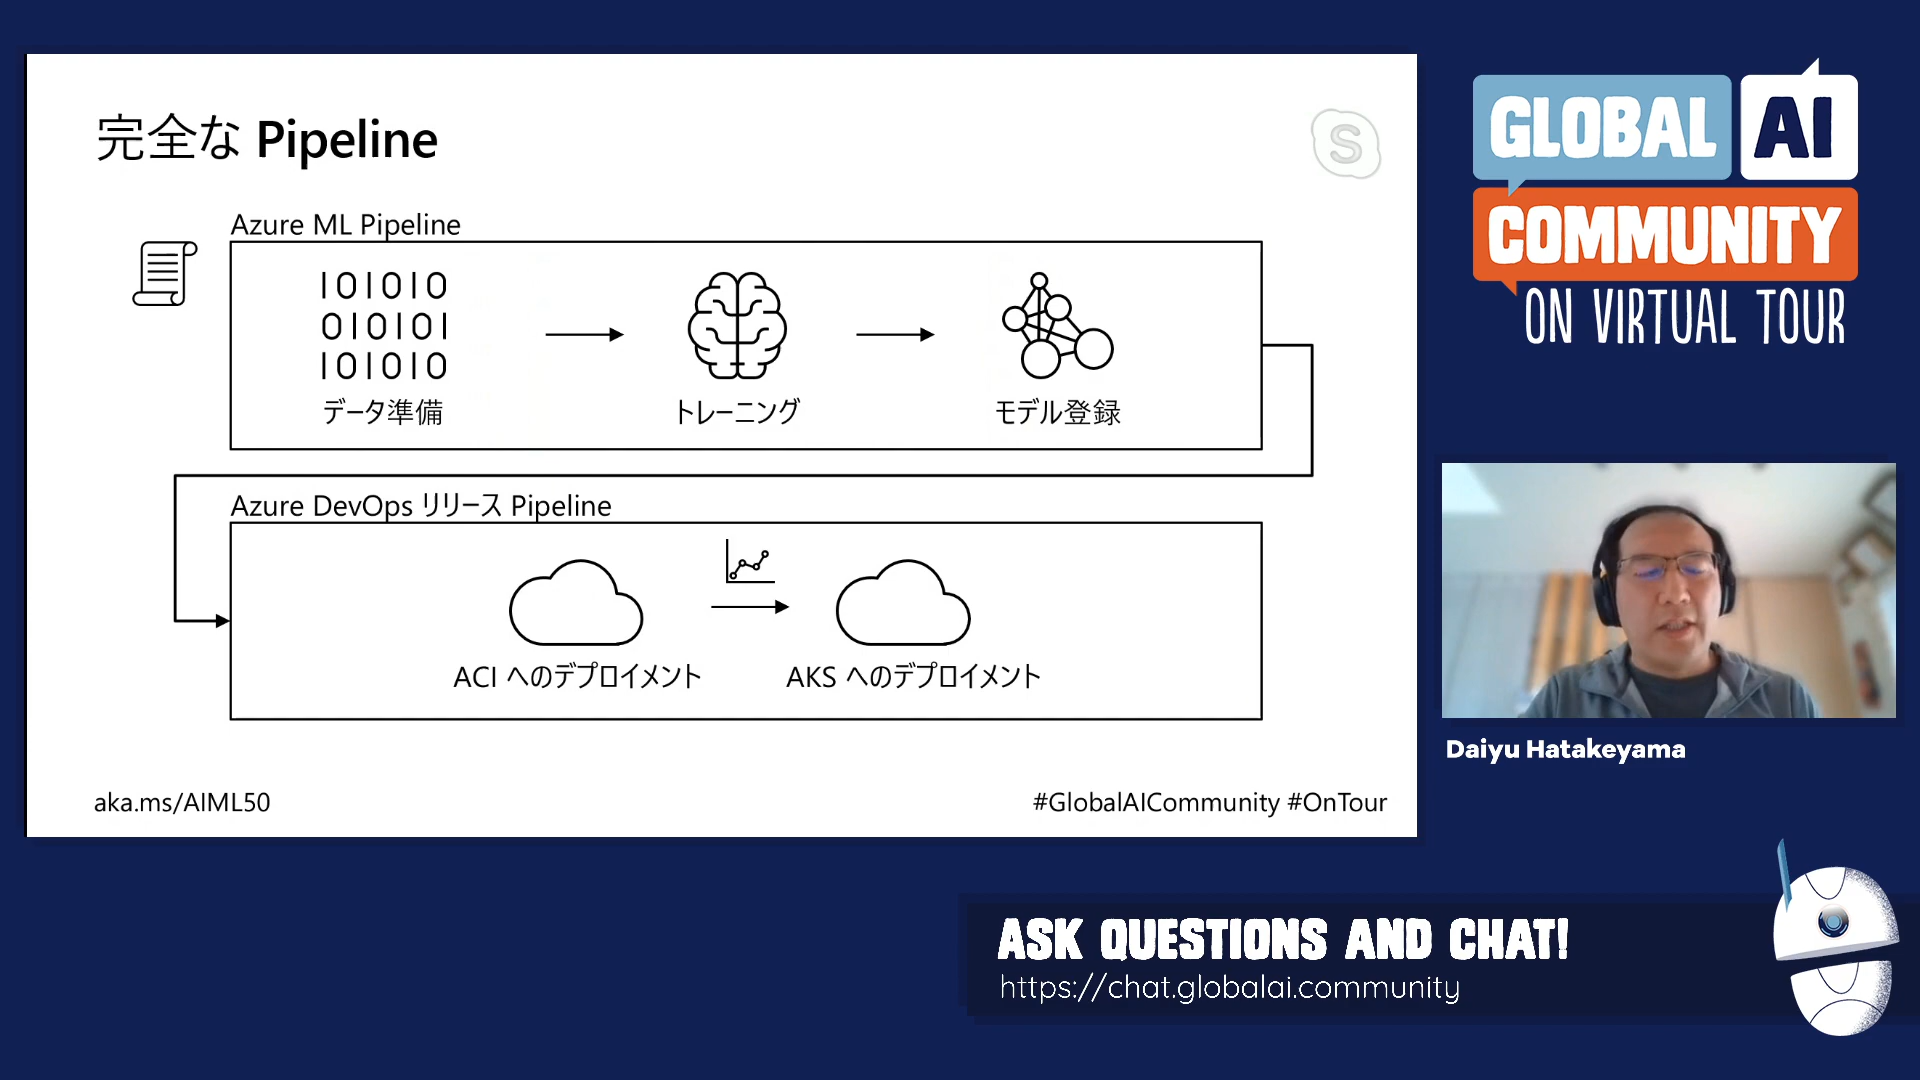 完全な Pipeline
S
Azure ML Pipeline
101010
010101
101010
データ準備
トレーニング
モデル登録
Azure DevOps リリース Pipeline
ACI へのデプロイメント
AKS へのデプロイメント
aka.ms/AIML50
#GlobalAICommunity #OnTour
GLOBAL AI
COMMUNITY
ON VIRTUAL TOUR
Daiyu Hatakeyama
ASK QUESTIONS AND CHAT!
https://chat.globalai.community